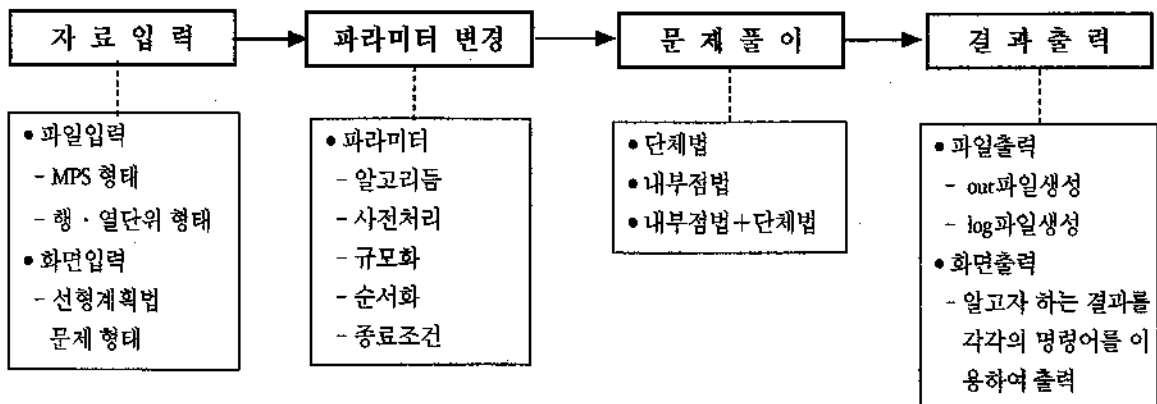 자 료 입 력
파라미터 변경
문 제 풀 이
결 과 출 력
• 파일입력
- MPS 형태
- 행 · 열단위 형태
• 화면입력
- 선형계획법
문제 형태
• 파라미터
- 알고리듬
- 사전처리
- 규모화
- 순서화
- 종료조건
• 단체법
• 내부점법
• 내부점법+단체법
• 파일출력
- out파일생성
- log파일생성
• 화면출력
- 알고자 하는 결과를
각각의 명령어를 이
용하여 출력